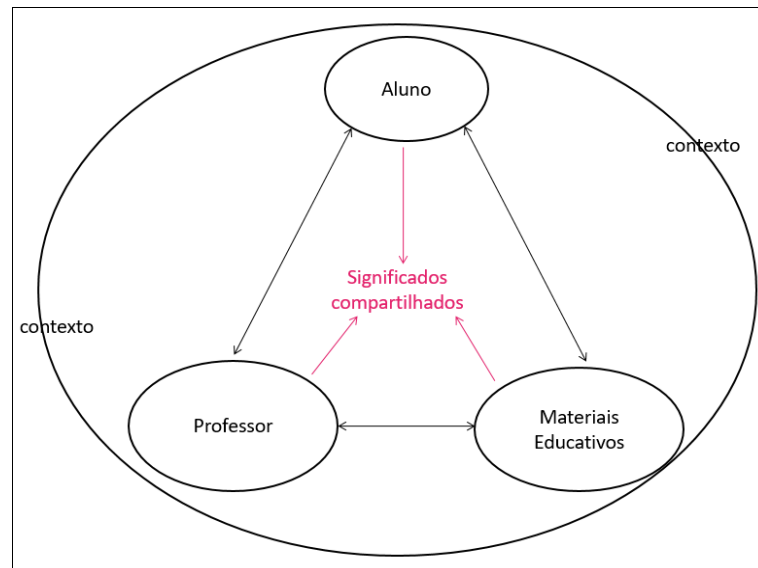 Aluno
contexto
Significados
compartilhados
contexto
Professor
Materiais
Educativos